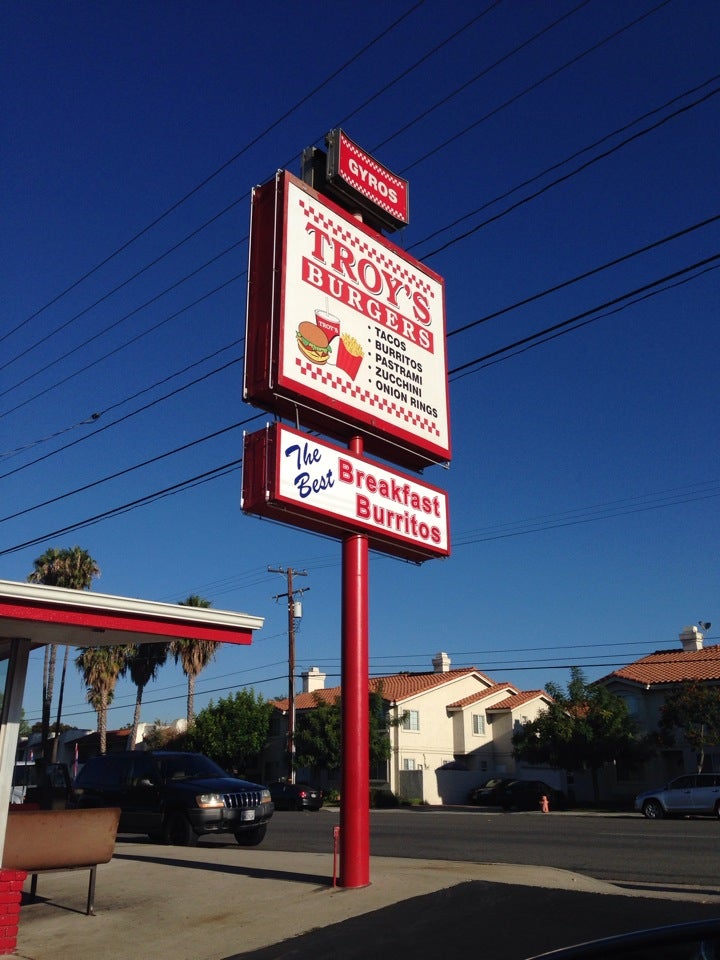 GYROS
TROY'S
BURGERS
TROY'S
• TACOS
• BURRITOS
• PASTRAMI
• ZUCCHINI
• ONION RINGS
The
Best
Breakfast
Burritos